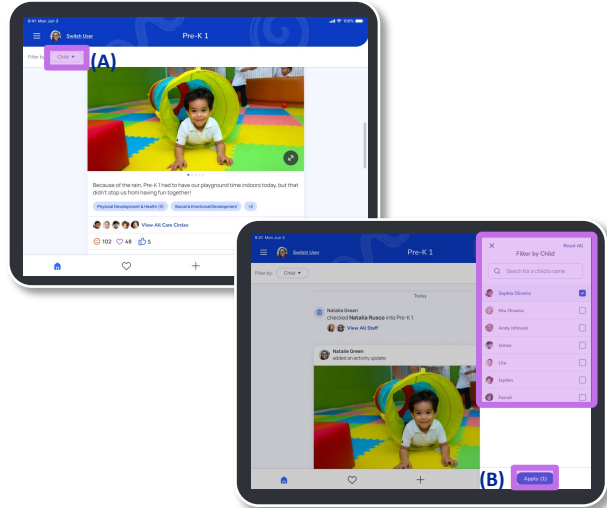 9:41 Mon Jun 3
100%
Switch User
Pre-K 1
Filter by:
Child
(A)
Because of the rain, Pre-K 1 had to have our playground time indoors today, but that
didn't stop us from having fun together!
Physical Development & Health (3)
Social & Emotional Development
+2
View All Care Circles
102
48
5
9:41 Mon Jun 3
Switch User
Pre-K 1
Filter by:
Child
Today
Natalie Green
checked Natalia Rusco into Pre-K 1.
View All Staff
Natalie Green
added an activity update
Reset All
Filter by Child
Search for a child's name
Sophia Oliveira
Mia Oliveira
Andy Johnson
James
Ula
Jayden
Farrah
(B)
Apply (1)